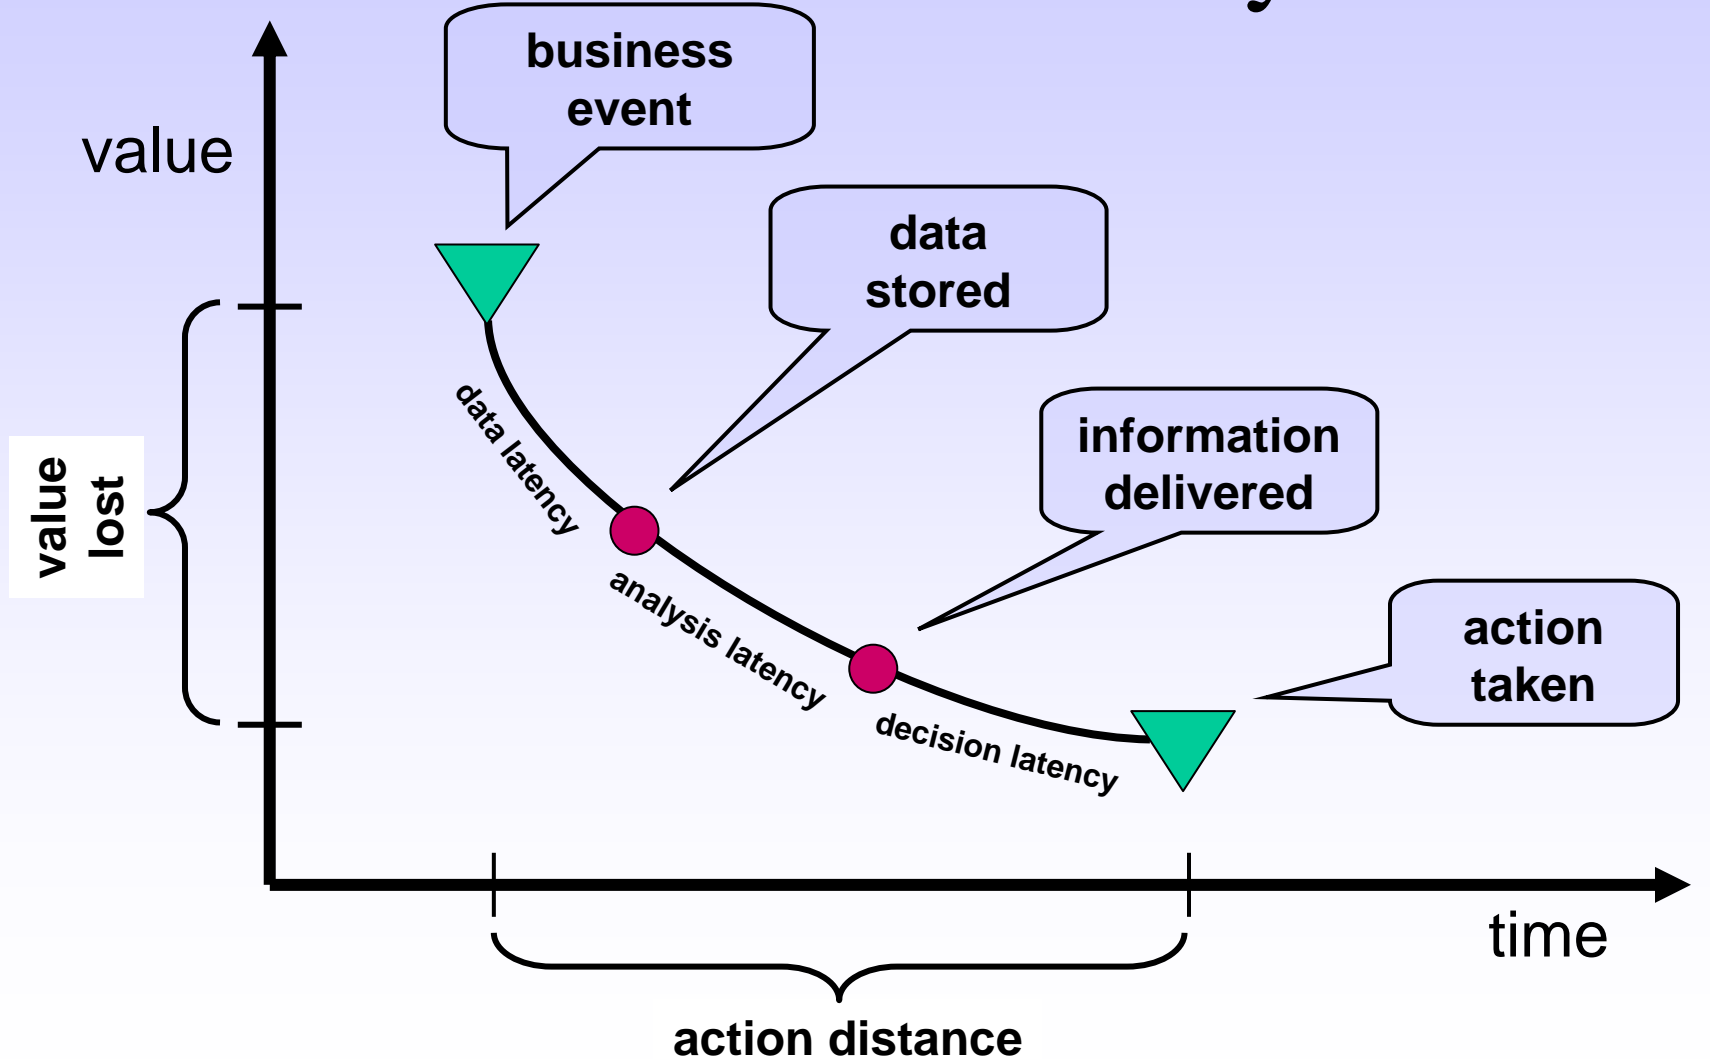 business
event
value
data
stored
data latency
information
delivered
value
lost
analysis latency
action
taken
decision latency
time
action distance